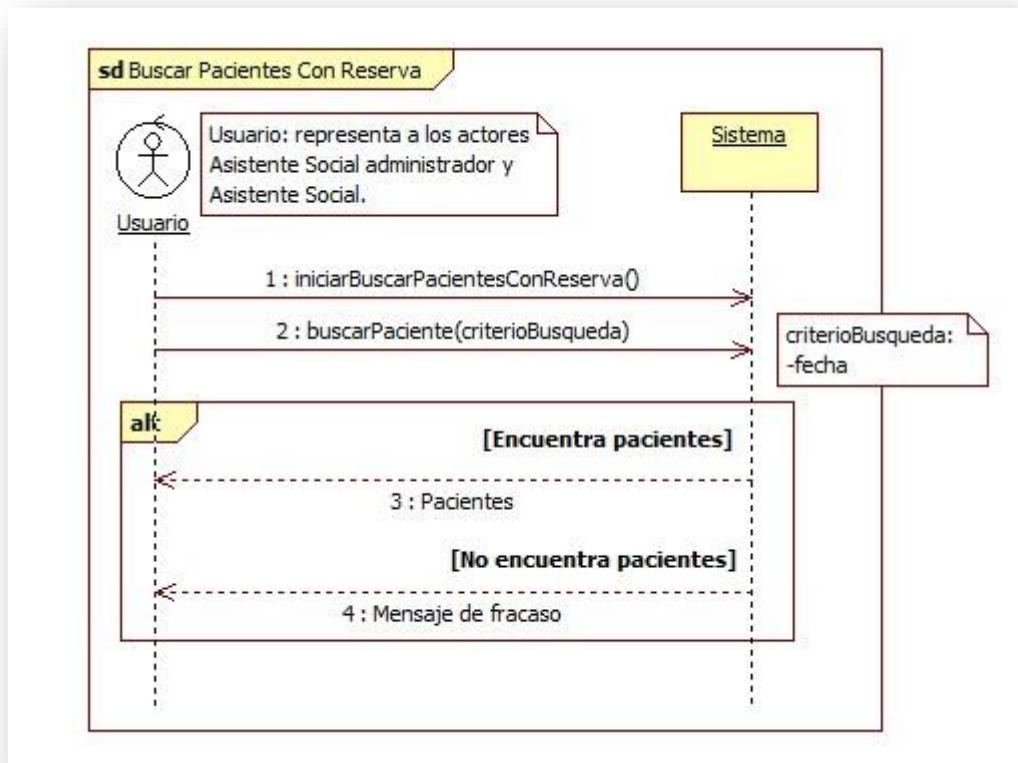 sd Buscar Pacientes Con Reserva
Usuario: representa a los actores
Asistente Social administrador y
Asistente Social.
Usuario
Sistema
1 : iniciarBuscarPacientesConReserva()
2 : buscarPaciente(criterioBusqueda)
criterioBusqueda:
-fecha
alt
[Encuentra pacientes]
3 : Pacientes
[No encuentra pacientes]
4 : Mensaje de fracaso